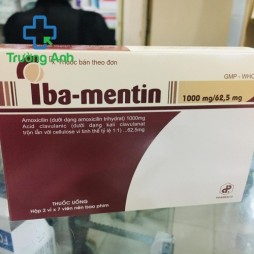 Trường Anh
Thuốc bán theo đơn
GMP - WHO
Iba-mentin
1000 mg/62,5 mg
Amoxicilin (dưới dạng amoxicilin trihydrat) 1000mg
Acid clavulanic (dưới dạng kali clavulanat
trộn lẫn với cellulose vi tinh thể tỷ lệ 1:1) ...62,5mg
THUỐC UỐNG
Hộp 2 vỉ x 7 viên nén bao phim